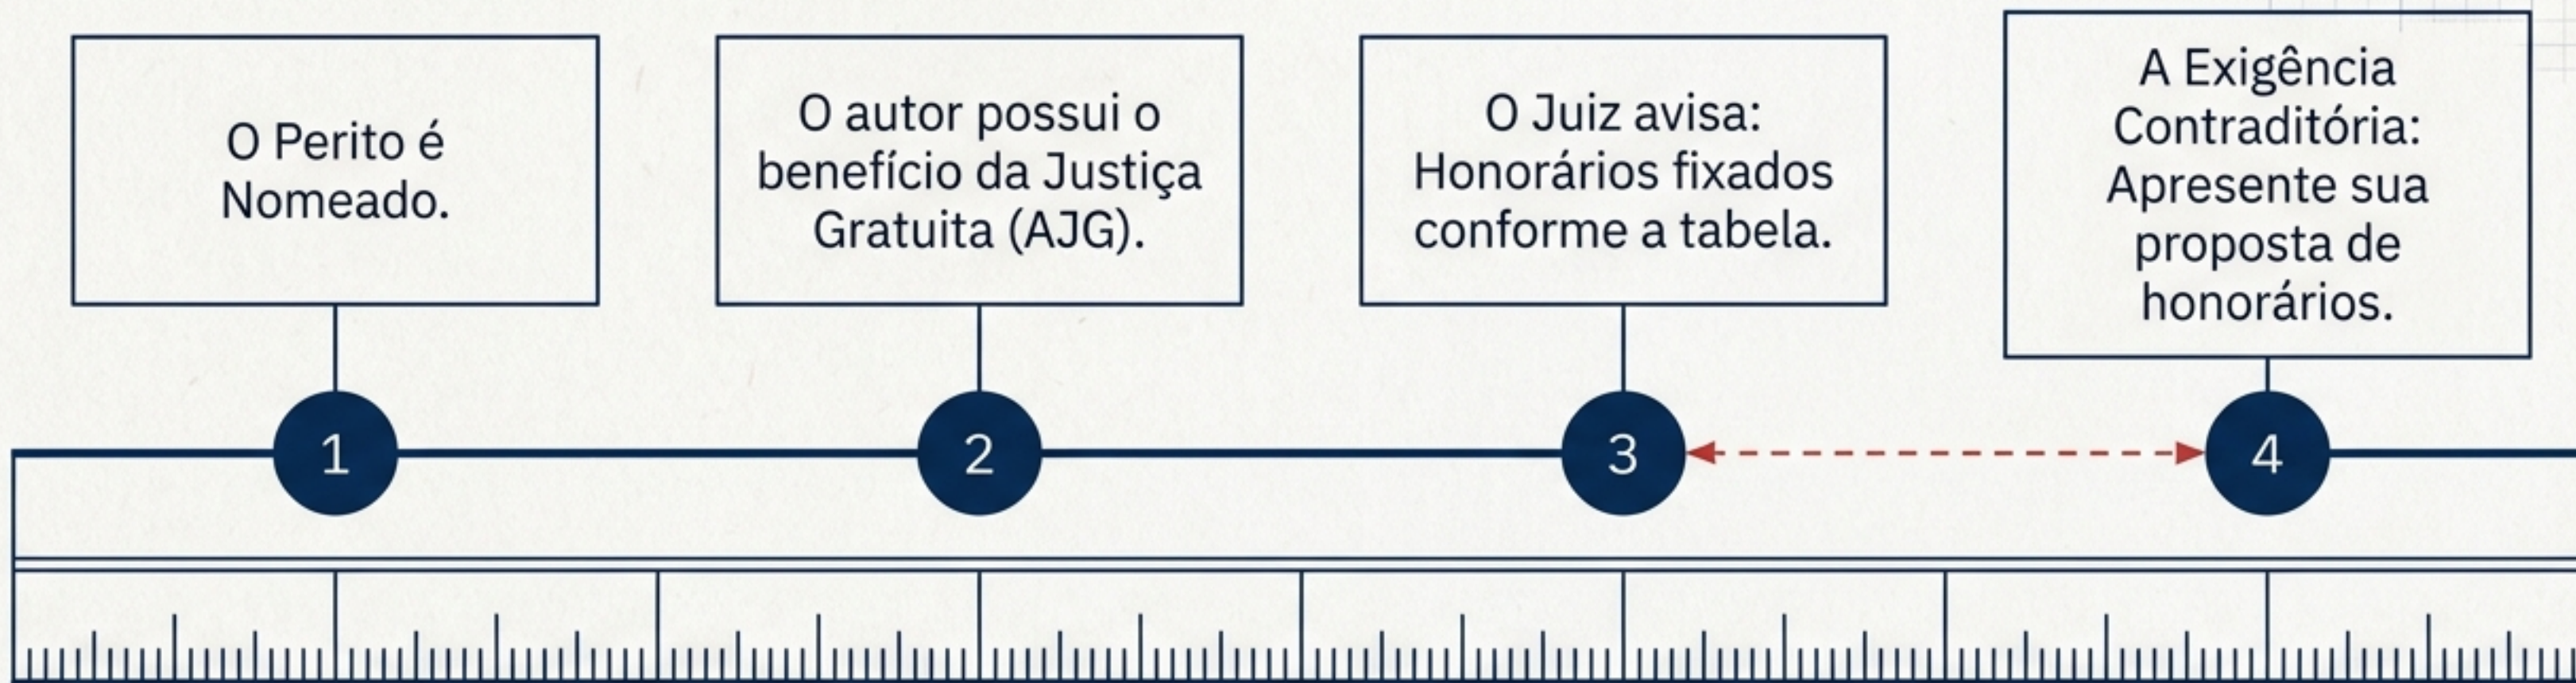 O Perito é
Nomeado.
O autor possui o
benefício da Justiça
Gratuita (AJG).
O Juiz avisa:
Honorários fixados
conforme a tabela.
A Exigência
Contraditória:
Apresente sua
proposta de
honorários.
1
2
3
4